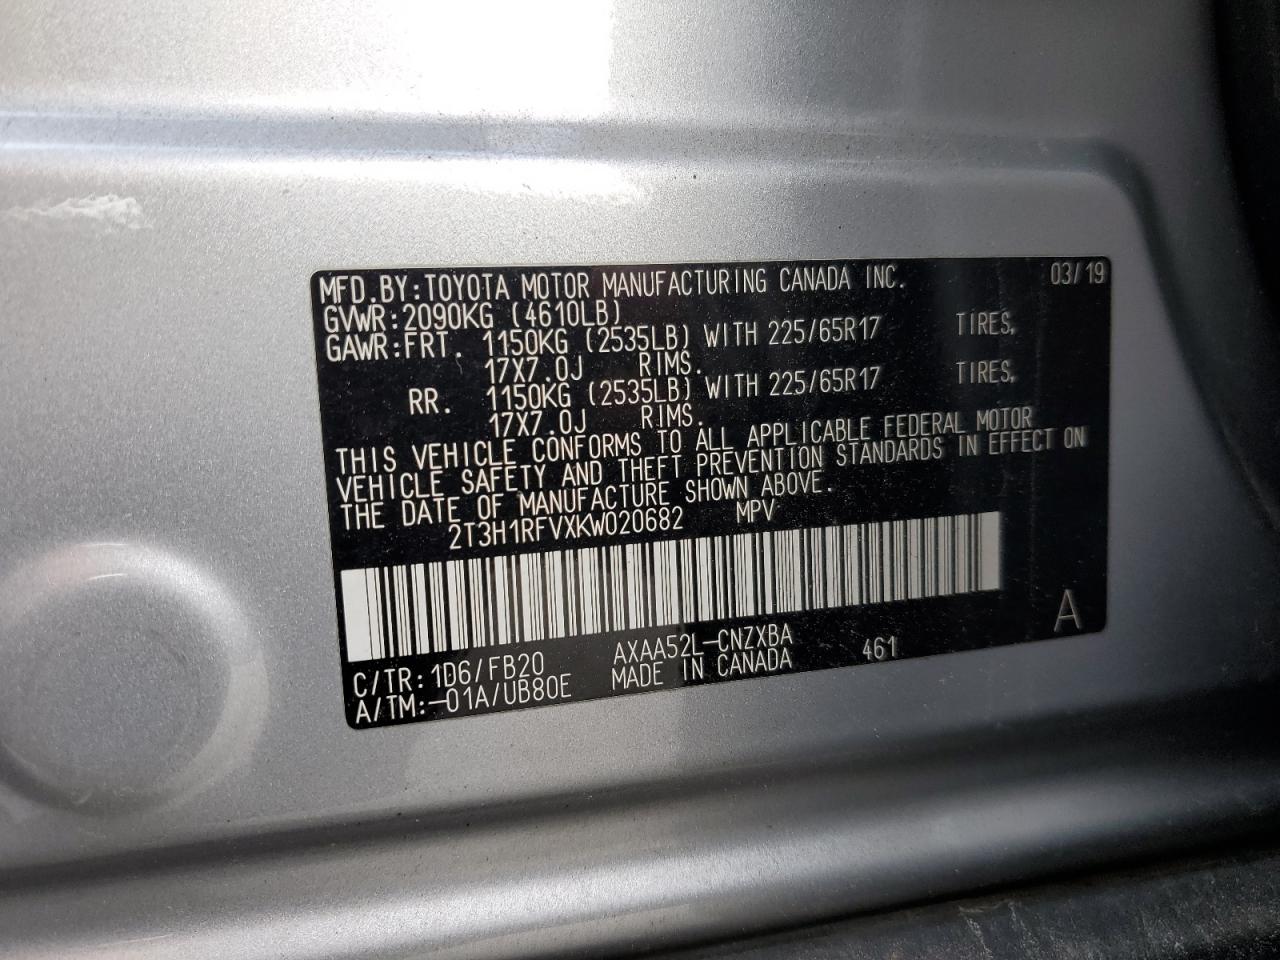 MFD.BY:TOYOTA MOTOR MANUFACTURING CANADA INC. 03/19
GVWR:2090KG (4610LB)
GAWR:FRT. 1150KG (2535LB) WITH 225/65R17 TIRES,
17X7.0J RIMS.
RR. 1150KG (2535LB) WITH 225/65R17 TIRES,
17X7.0J RIMS.
THIS VEHICLE CONFORMS TO ALL APPLICABLE FEDERAL MOTOR
VEHICLE SAFETY AND THEFT PREVENTION STANDARDS IN EFFECT ON
THE DATE OF MANUFACTURE SHOWN ABOVE.
2T3H1RFVXKW020682 MPV
C/TR:1D6/FB20 AXAA52L-CNZXBA 461 A
A/TM:-01A/UB80E MADE IN CANADA